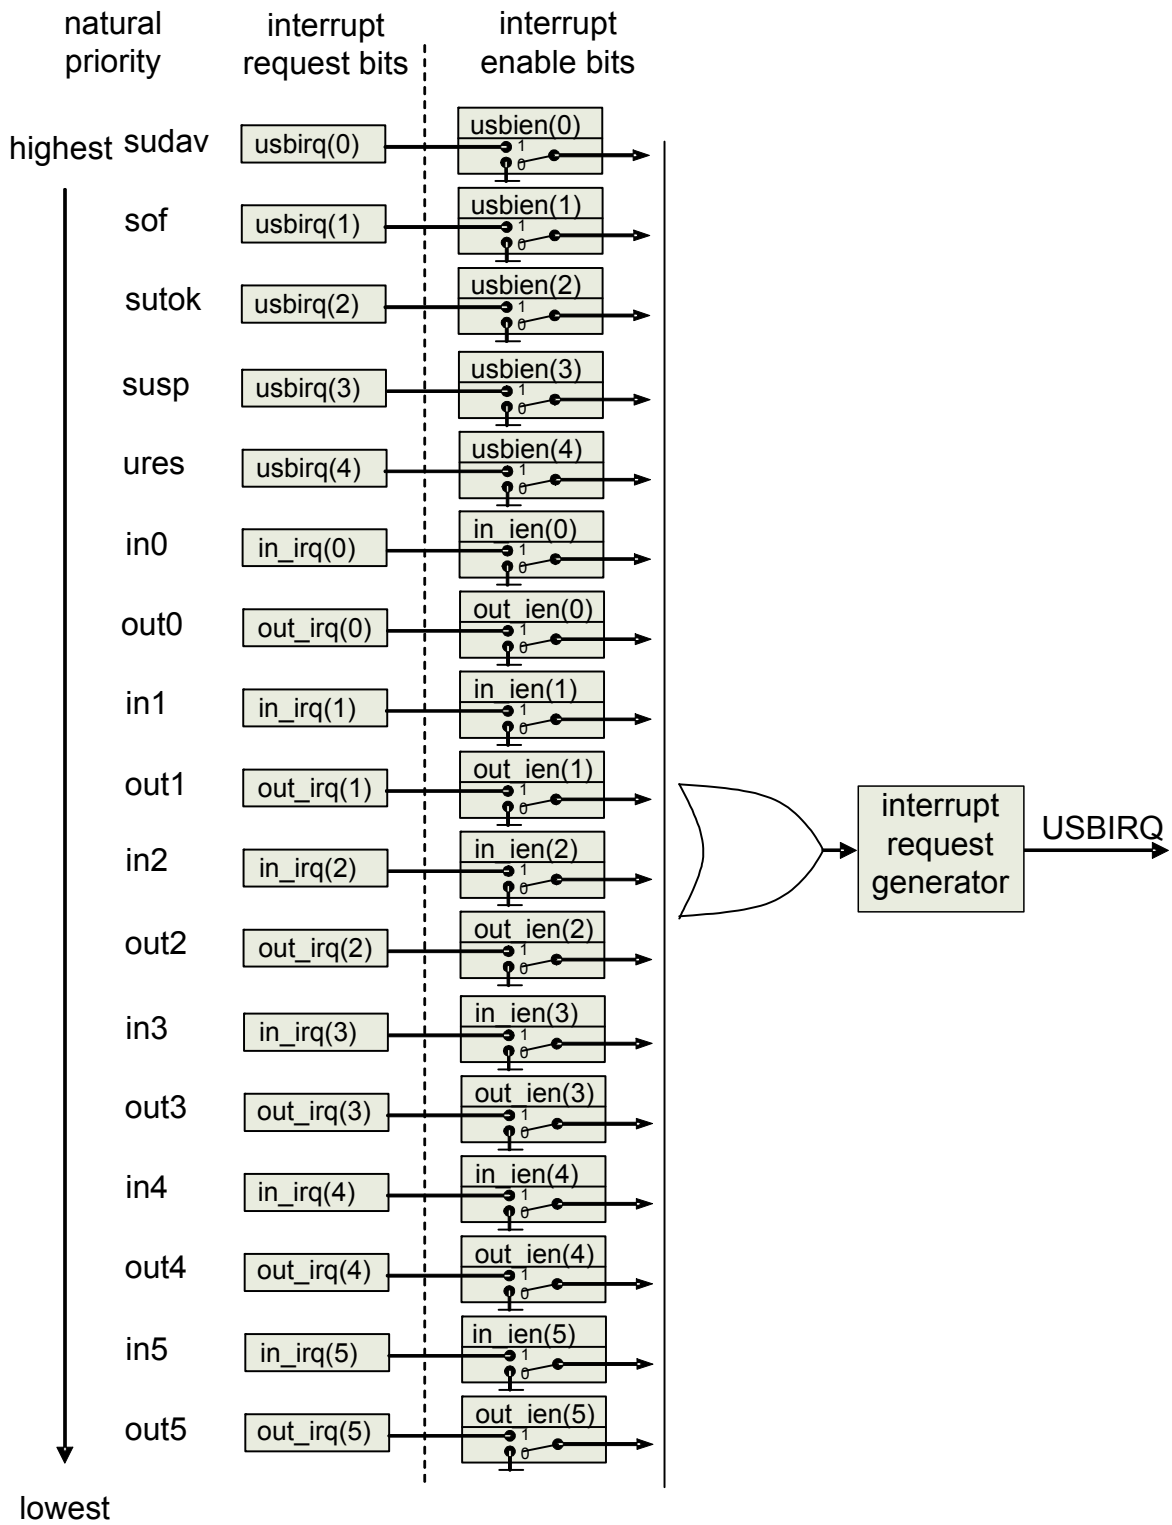 natural
priority
interrupt
request bits
interrupt
enable bits
highest
sudav
usbirq(0)
usbien(0)
1
0
sof
usbirq(1)
usbien(1)
1
0
sutok
usbirq(2)
usbien(2)
1
0
susp
usbirq(3)
usbien(3)
1
0
ures
usbirq(4)
usbien(4)
1
0
in0
in_irq(0)
in_ien(0)
1
0
out0
out_irq(0)
out_ien(0)
1
0
in1
in_irq(1)
in_ien(1)
1
0
out1
out_irq(1)
out_ien(1)
1
0
interrupt
request
generator
USBIRQ
in2
in_irq(2)
in_ien(2)
1
0
out2
out_irq(2)
out_ien(2)
1
0
in3
in_irq(3)
in_ien(3)
1
0
out3
out_irq(3)
out_ien(3)
1
0
in4
in_irq(4)
in_ien(4)
1
0
out4
out_irq(4)
out_ien(4)
1
0
in5
in_irq(5)
in_ien(5)
1
0
out5
out_irq(5)
out_ien(5)
1
0
lowest